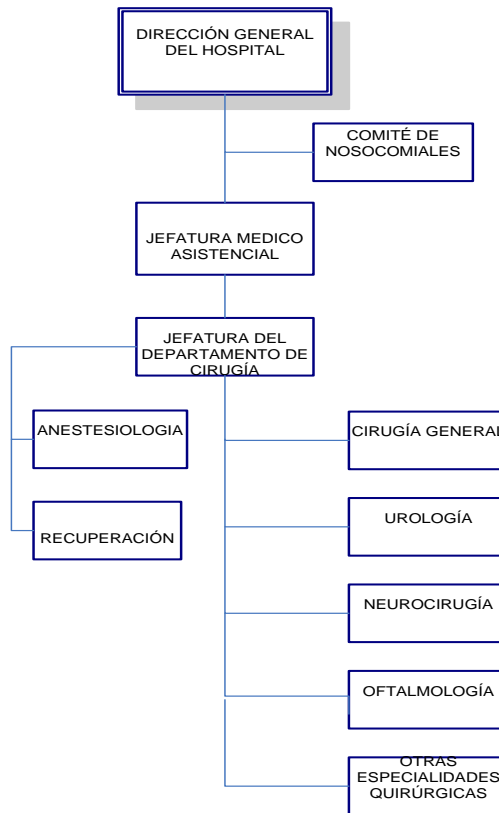 DIRECCIÓN GENERAL
DEL HOSPITAL
COMITÉ DE
NOSOCOMIALES
JEFATURA MEDICO
ASISTENCIAL
JEFATURA DEL
DEPARTAMENTO DE
CIRUGÍA
ANESTESIOLOGIA
RECUPERACIÓN
CIRUGÍA GENERAL
UROLOGÍA
NEUROCIRUGÍA
OFTALMOLOGÍA
OTRAS
ESPECIALIDADES
QUIRÚRGICAS